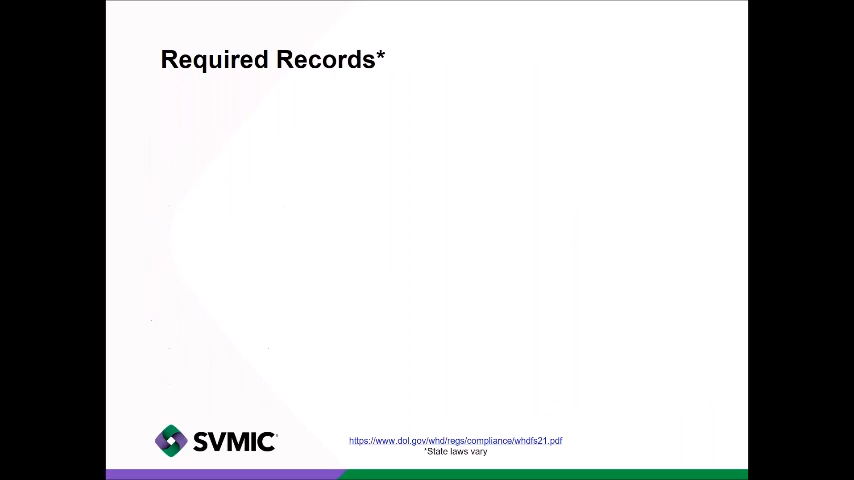 Required Records*
SVMIC
https://www.dol.gov/whd/regs/compliance/whdfs21.pdf
*State laws vary